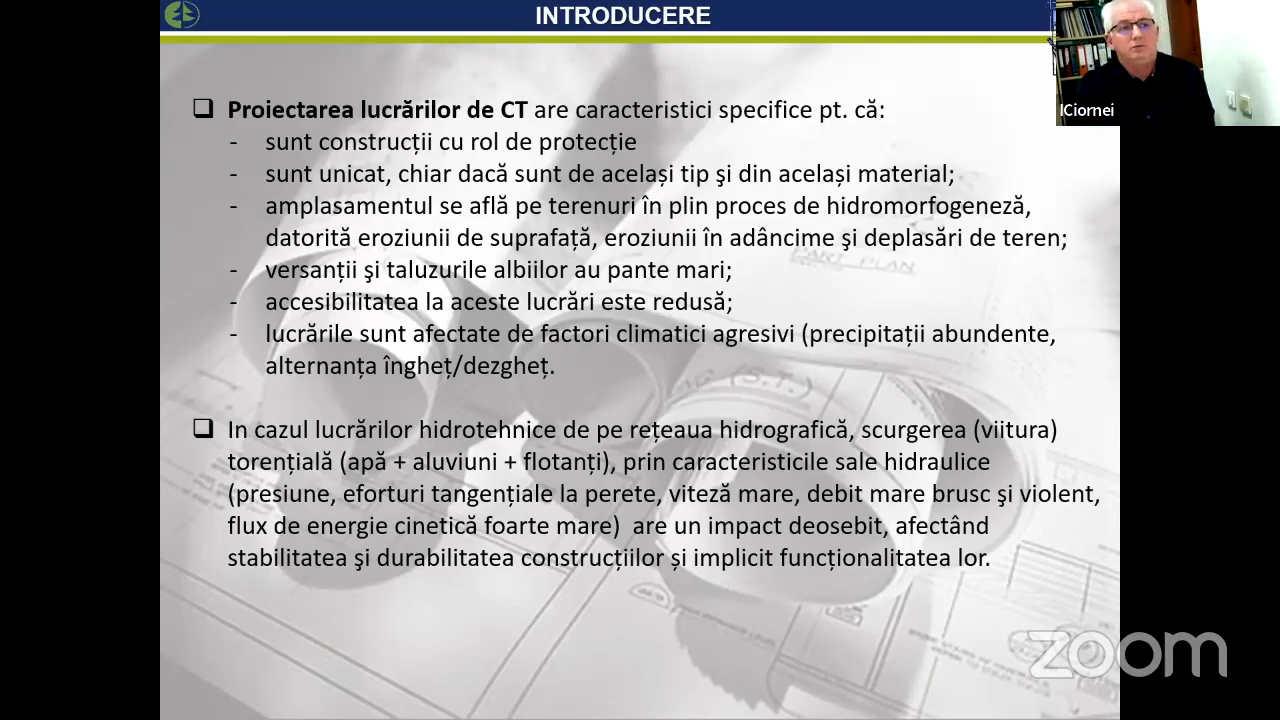 INTRODUCERE
ICiornei
❑ Proiectarea lucrărilor de CT are caracteristici specifice pt. că:
- sunt construcții cu rol de protecție
- sunt unicat, chiar dacă sunt de același tip şi din același material;
- amplasamentul se află pe terenuri în plin proces de hidromorfogeneză,
datorită eroziunii de suprafață, eroziunii în adâncime şi deplasări de teren;
- versanții şi taluzurile albiilor au pante mari;
- accesibilitatea la aceste lucrări este redusă;
- lucrările sunt afectate de factori climatici agresivi (precipitații abundente,
alternanța îngheț/dezgheț.
❑ In cazul lucrărilor hidrotehnice de pe rețeaua hidrografică, scurgerea (viitura)
torențială (apă + aluviuni + flotanți), prin caracteristicile sale hidraulice
(presiune, eforturi tangențiale la perete, viteză mare, debit mare brusc şi violent,
flux de energie cinetică foarte mare) are un impact deosebit, afectând
stabilitatea şi durabilitatea construcțiilor și implicit funcționalitatea lor.
PART PLAN
(S.T.)
zoom